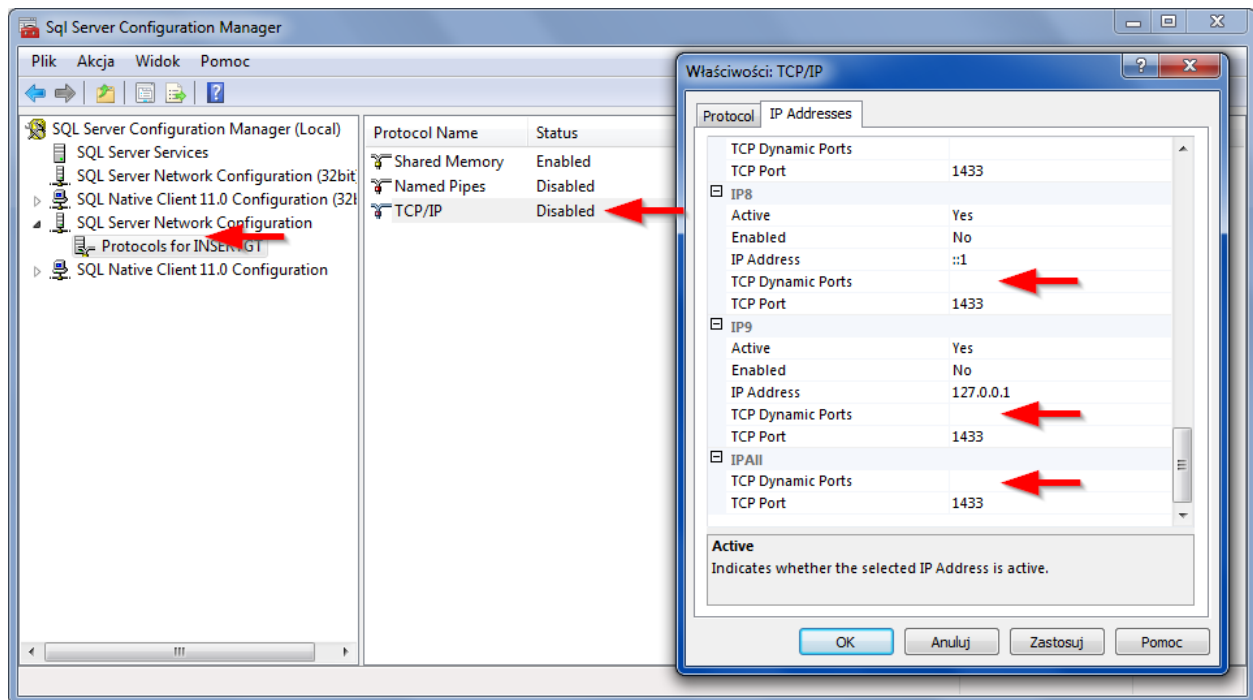 Sql Server Configuration Manager
Plik Akcja Widok Pomoc
SQL Server Configuration Manager (Local)
SQL Server Services
SQL Server Network Configuration (32bit
SQL Native Client 11.0 Configuration (32b
SQL Server Network Configuration
Protocols for INSERTGT
SQL Native Client 11.0 Configuration
Protocol Name Status
Shared Memory Enabled
Named Pipes Disabled
TCP/IP Disabled
Właściwości: TCP/IP
Protocol IP Addresses
TCP Dynamic Ports
TCP Port 1433
IP8
Active Yes
Enabled No
IP Address ::1
TCP Dynamic Ports
TCP Port 1433
IP9
Active Yes
Enabled No
IP Address 127.0.0.1
TCP Dynamic Ports
TCP Port 1433
IPAll
TCP Dynamic Ports
TCP Port 1433
Active
Indicates whether the selected IP Address is active.
OK Anuluj Zastosuj Pomoc